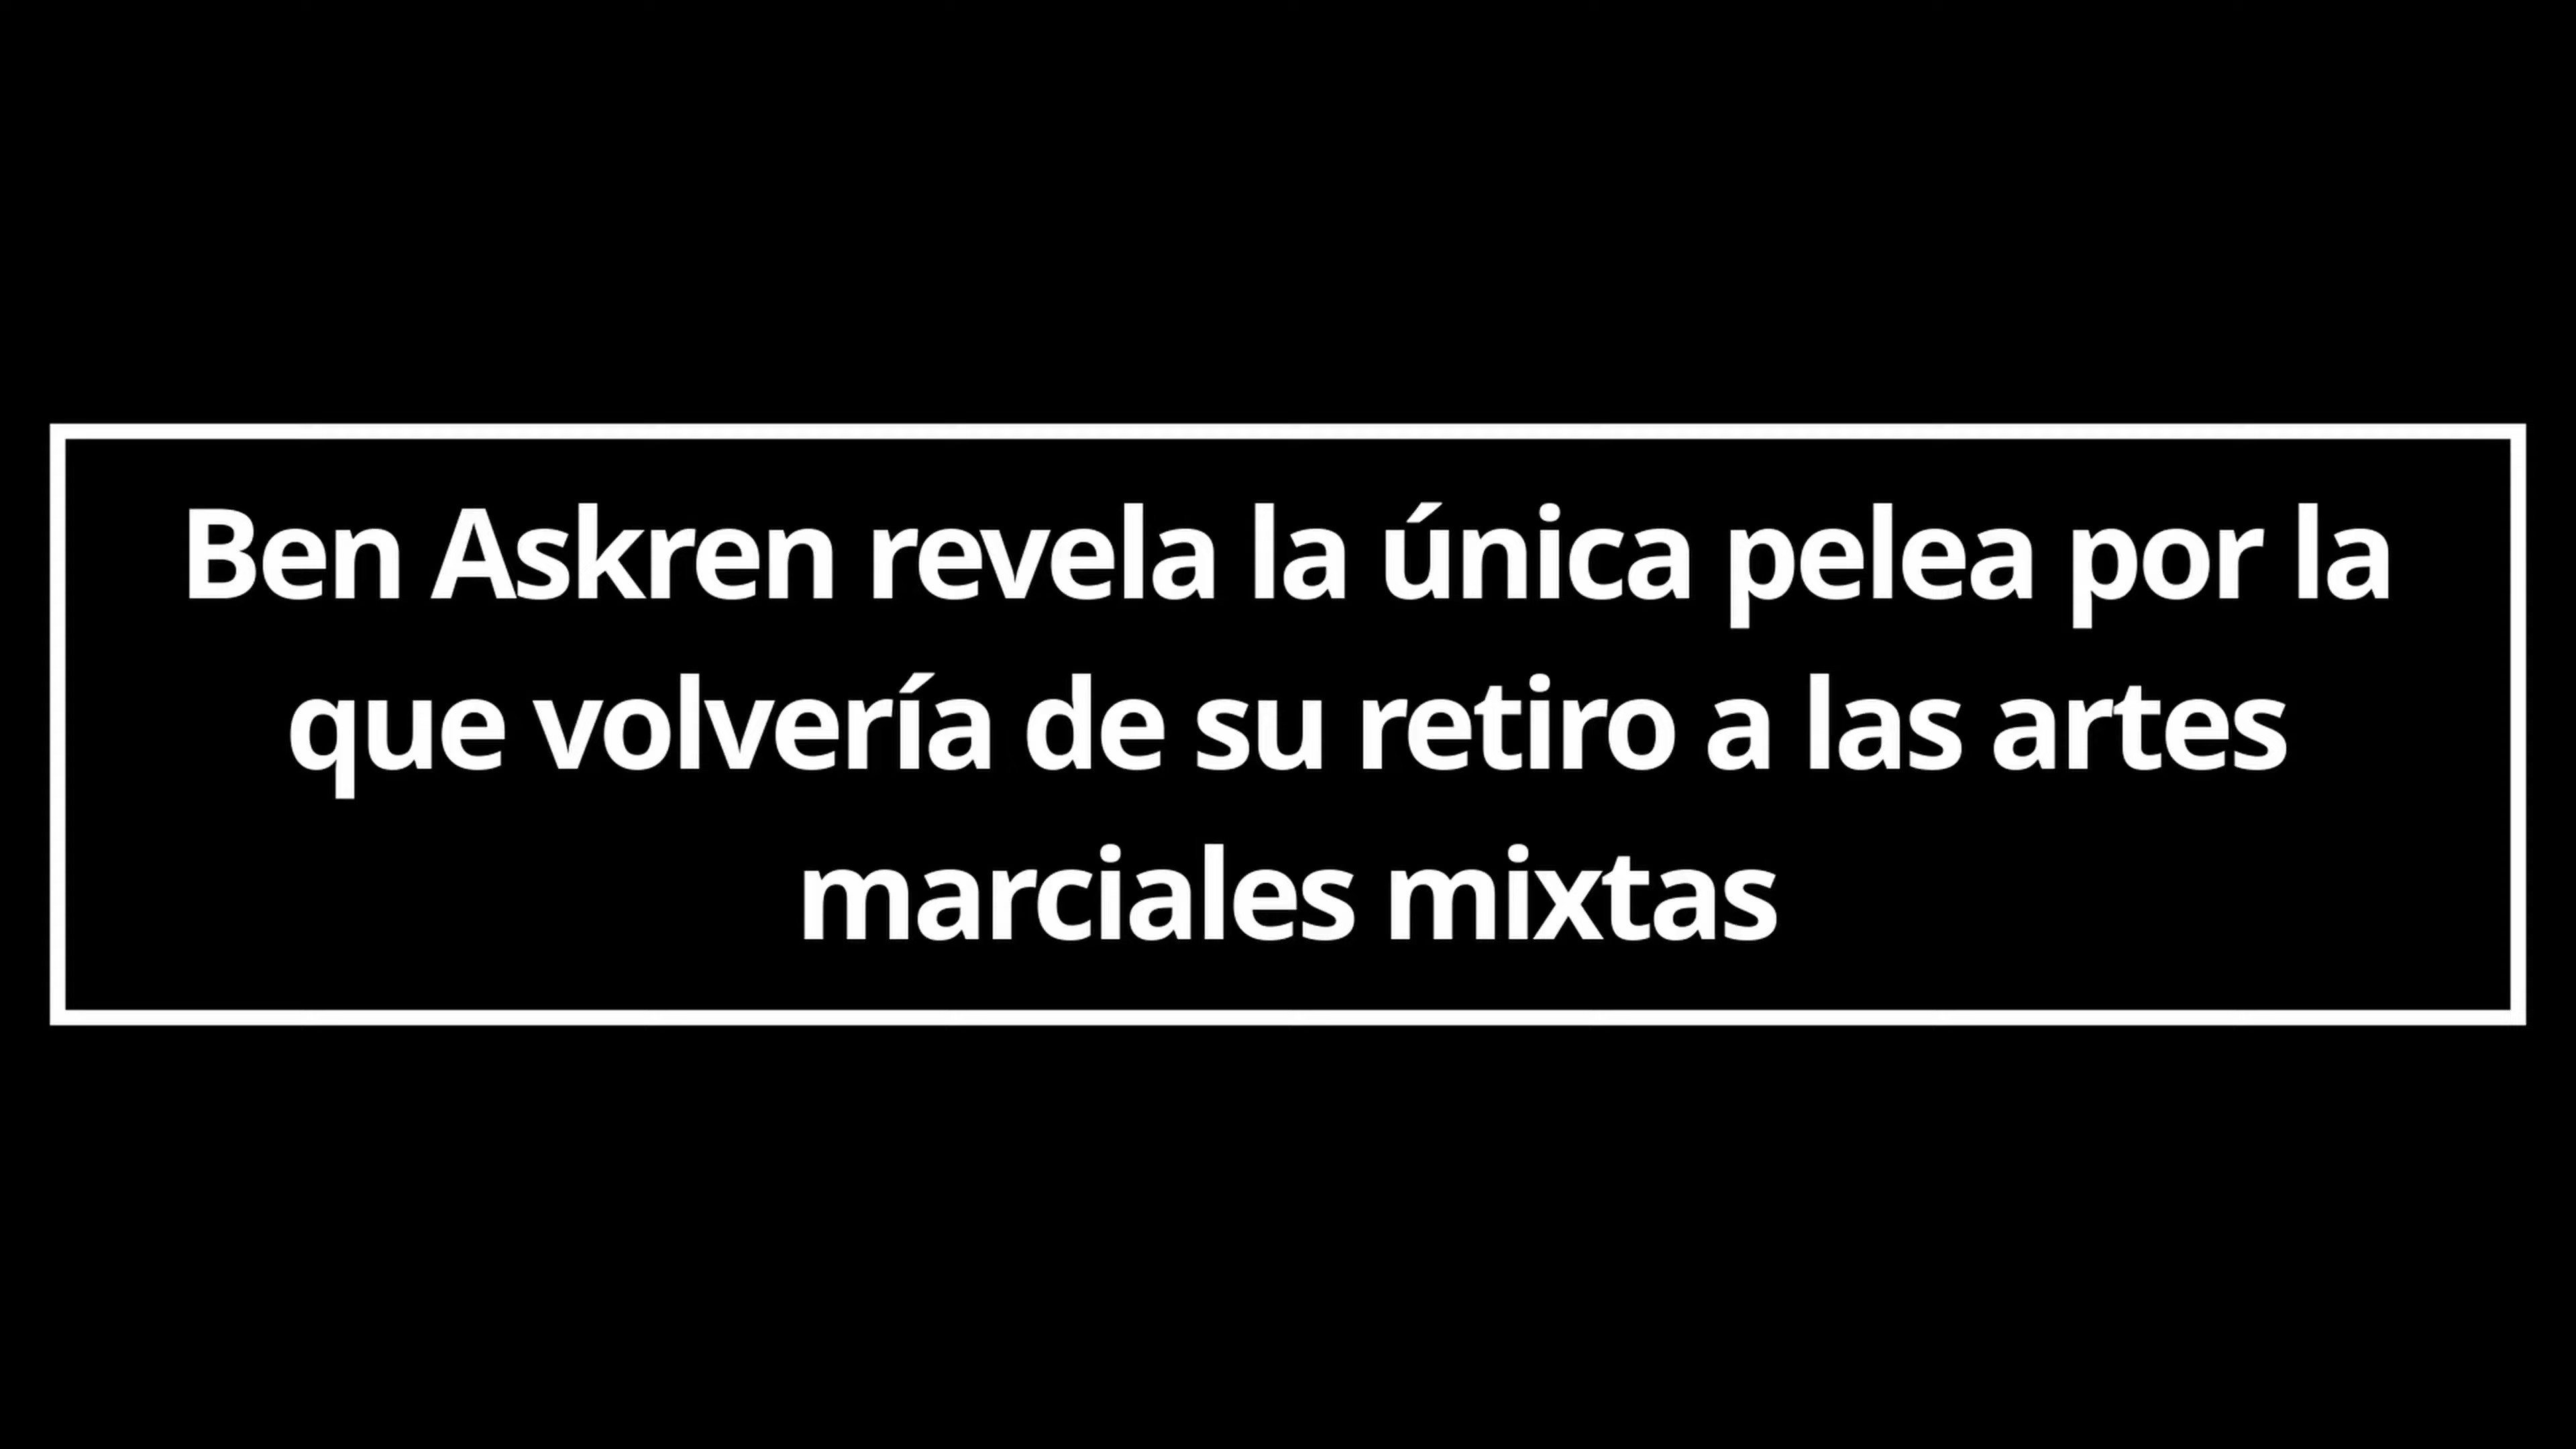 Ben Askren revela la única pelea por la
que volvería de su retiro a las artes
marciales mixtas